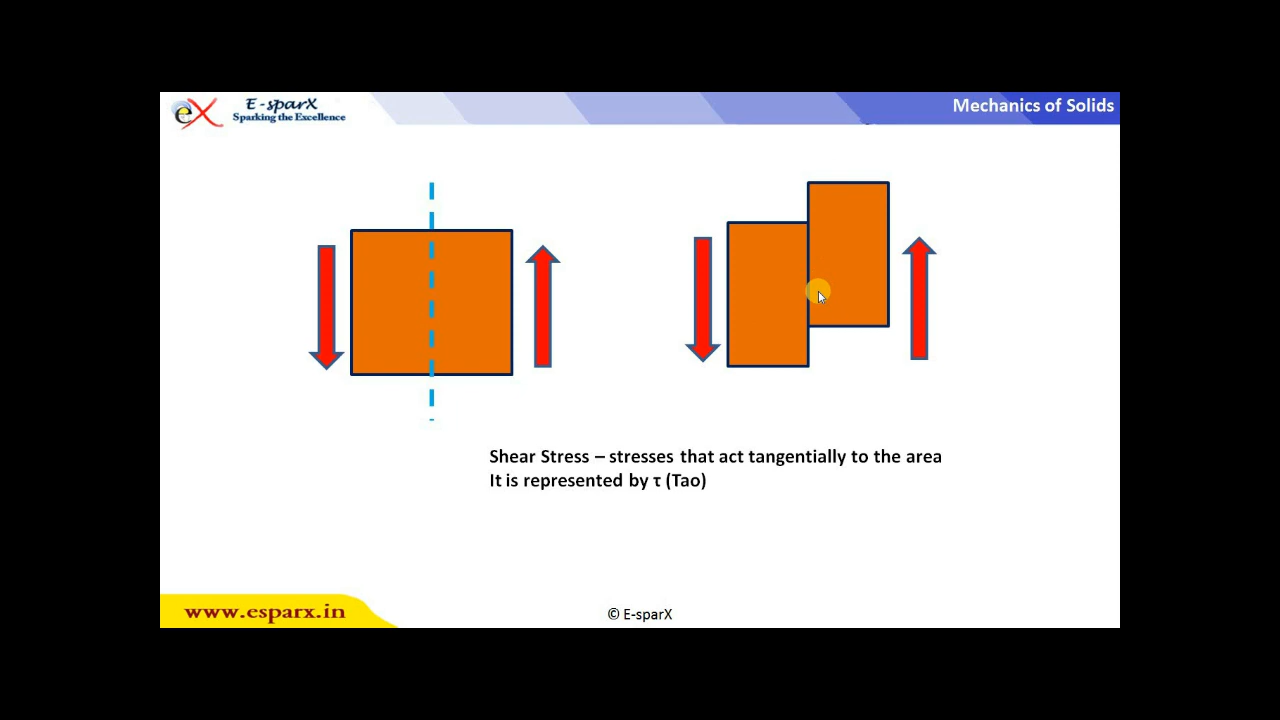 eX E-sparX
Sparking the Excellence
Mechanics of Solids
Shear Stress – stresses that act tangentially to the area
It is represented by τ (Tao)
www.esparx.in
© E-sparX